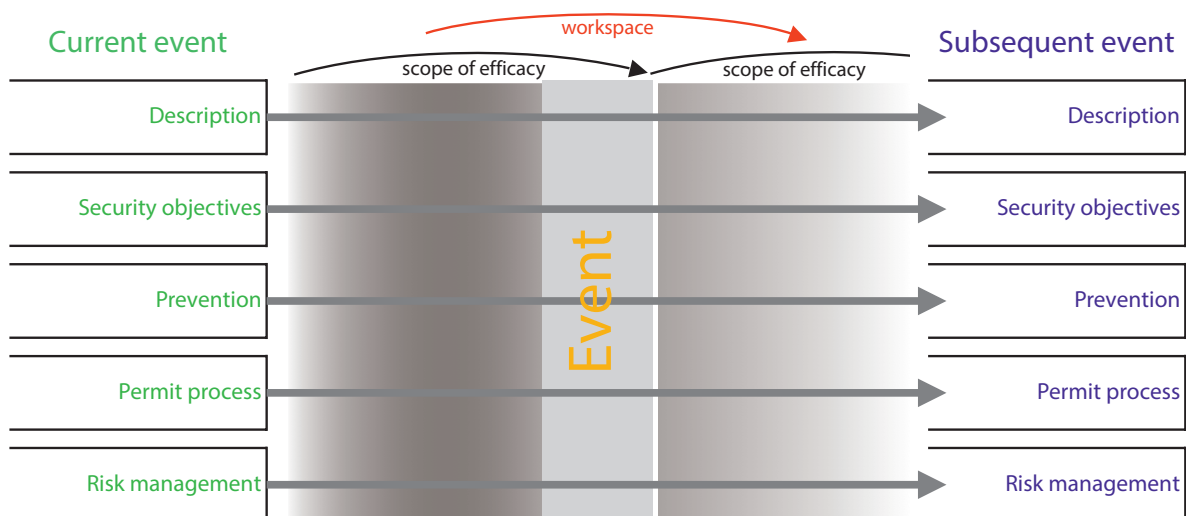 workspace
Current event
Subsequent event
scope of efficacy
scope of efficacy
Description
Description
Security objectives
Security objectives
Event
Prevention
Prevention
Permit process
Permit process
Risk management
Risk management